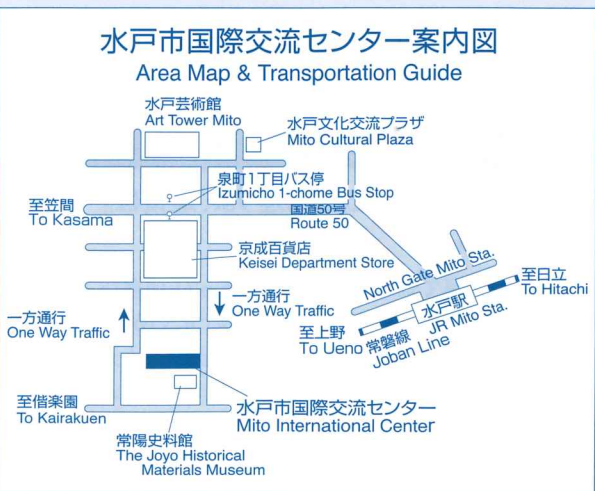 水戸市国際交流センター案内図
Area Map & Transportation Guide
水戸芸術館
Art Tower Mito
水戸文化交流プラザ
Mito Cultural Plaza
泉町1丁目バス停
Izumicho 1-chome Bus Stop
至笠間
To Kasama
国道50号
Route 50
京成百貨店
Keisei Department Store
North Gate Mito Sta.
至日立
To Hitachi
水戸駅
JR Mito Sta.
一方通行
One Way Traffic
一方通行
One Way Traffic
至上野
To Ueno
常磐線
Joban Line
至偕楽園
To Kairakuen
水戸市国際交流センター
Mito International Center
常陽史料館
The Joyo Historical
Materials Museum